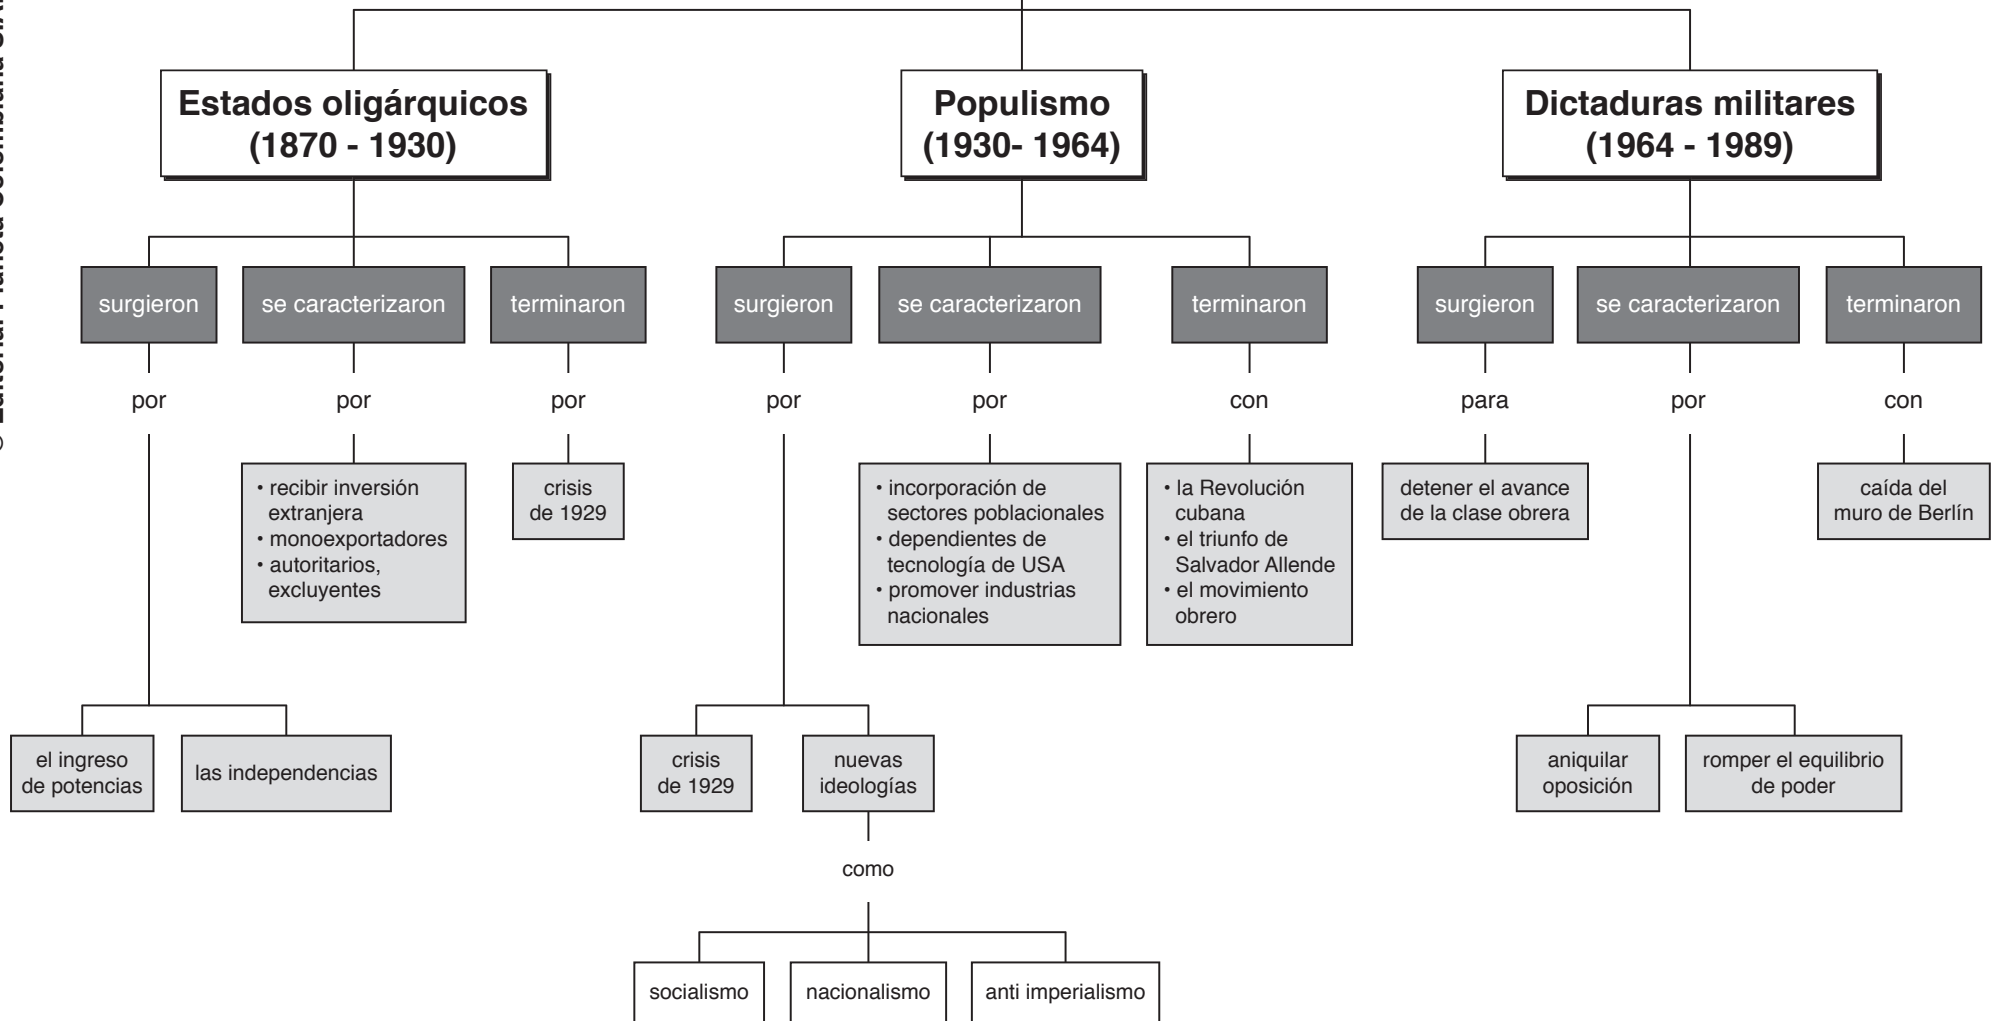 Estados oligárquicos
(1870 - 1930)
Populismo
(1930- 1964)
Dictaduras militares
(1964 - 1989)
surgieron
se caracterizaron
terminaron
surgieron
se caracterizaron
terminaron
surgieron
se caracterizaron
terminaron
por
por
por
por
por
con
para
por
con
• recibir inversión
extranjera
• monoexportadores
• autoritarios,
excluyentes
crisis
de 1929
• incorporación de
sectores poblacionales
• dependientes de
tecnología de USA
• promover industrias
nacionales
• la Revolución
cubana
• el triunfo de
Salvador Allende
• el movimiento
obrero
detener el avance
de la clase obrera
caída del
muro de Berlín
el ingreso
de potencias
las independencias
crisis
de 1929
nuevas
ideologías
aniquilar
oposición
romper el equilibrio
de poder
como
socialismo
nacionalismo
anti imperialismo